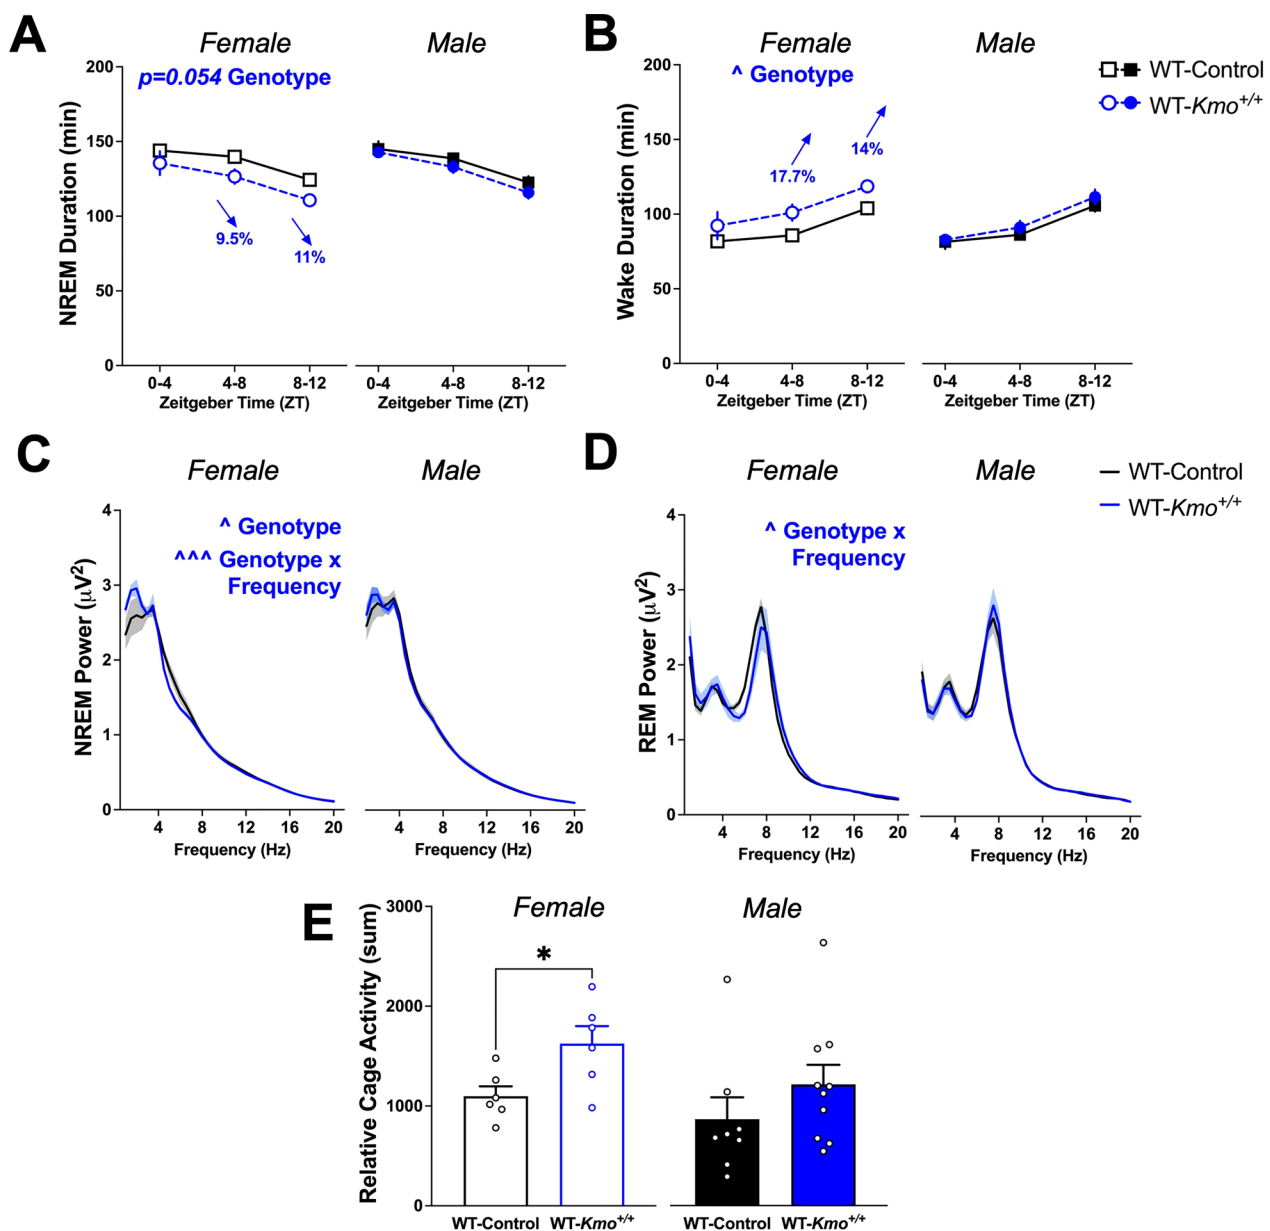 A
Female
Male
p=0.054 Genotype
NREM Duration (min)
200
150
100
50
0
9.5%
11%
0-4
4-8
8-12
Zeitgeber Time (ZT)
0-4
4-8
8-12
Zeitgeber Time (ZT)
B
Female
Male
^ Genotype
Wake Duration (min)
200
150
100
50
0
17.7%
14%
0-4
4-8
8-12
Zeitgeber Time (ZT)
0-4
4-8
8-12
Zeitgeber Time (ZT)
WT-Control
WT-Kmo+/+
C
Female
Male
^ Genotype
^^^ Genotype x
Frequency
NREM Power (μV2)
4
3
2
1
0
4
8
12
16
20
Frequency (Hz)
4
8
12
16
20
Frequency (Hz)
D
Female
Male
^ Genotype x
Frequency
REM Power (μV2)
4
3
2
1
0
4
8
12
16
20
Frequency (Hz)
4
8
12
16
20
Frequency (Hz)
WT-Control
WT-Kmo+/+
E
Female
Male
*
Relative Cage Activity (sum)
3000
2000
1000
0
WT-Control
WT-Kmo+/+
WT-Control
WT-Kmo+/+